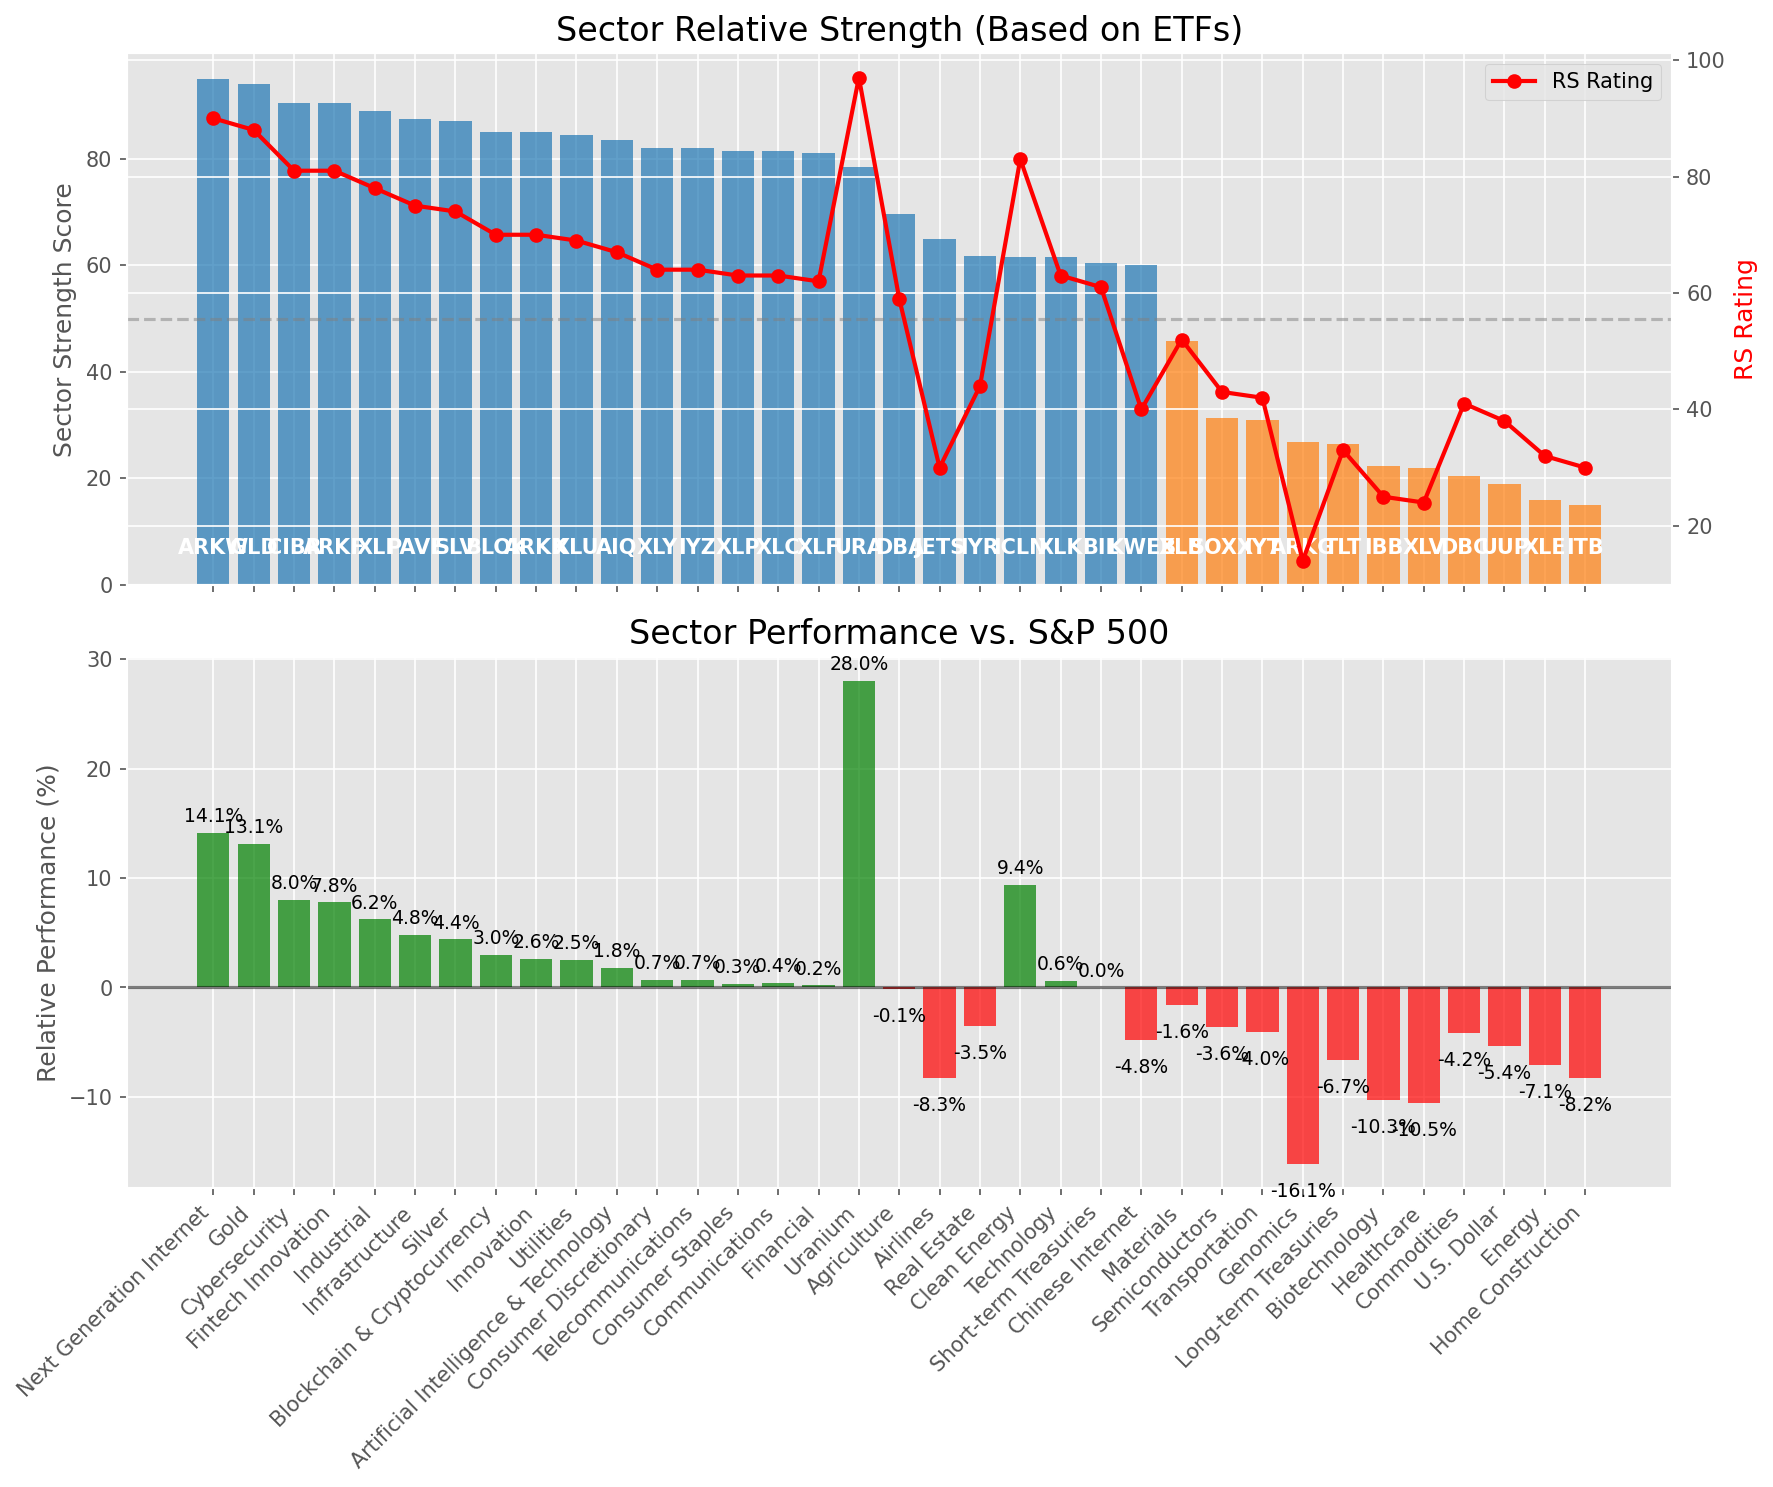 Sector Relative Strength (Based on ETFs)
RS Rating
Sector Strength Score
80
60
40
20
0
100
80
60
40
20
RS Rating
ARKW GLD CIBR ARKF XLI PAVE SLV BLOK ARKK XLU AIQ XLY IYZ XLP XLC XLF URA DBA JETS IYR ICLN XLK BIL KWEB XLB SOXX IYT ARKG TLT IBB XLV DBC UUP XLE ITB
Sector Performance vs. S&P 500
Relative Performance (%)
30
20
10
0
−10
14.1% 13.1% 8.0% 7.8% 6.2% 4.8% 4.4% 3.0% 2.6% 2.5% 1.8% 0.7% 0.7% 0.3% 0.4% 0.2% 28.0% -0.1% -8.3% -3.5% 9.4% 0.6% 0.0% -4.8% -1.6% -3.6% -4.0% -16.1% -6.7% -10.3% -10.5% -4.2% -5.4% -7.1% -8.2%
Next Generation Internet
Gold
Cybersecurity
Fintech Innovation
Industrial
Infrastructure
Silver
Blockchain & Cryptocurrency
Innovation
Utilities
Artificial Intelligence & Technology
Consumer Discretionary
Telecommunications
Consumer Staples
Communications
Financial
Uranium
Agriculture
Airlines
Real Estate
Clean Energy
Technology
Short-term Treasuries
Chinese Internet
Materials
Semiconductors
Transportation
Genomics
Long-term Treasuries
Biotechnology
Healthcare
Commodities
U.S. Dollar
Energy
Home Construction